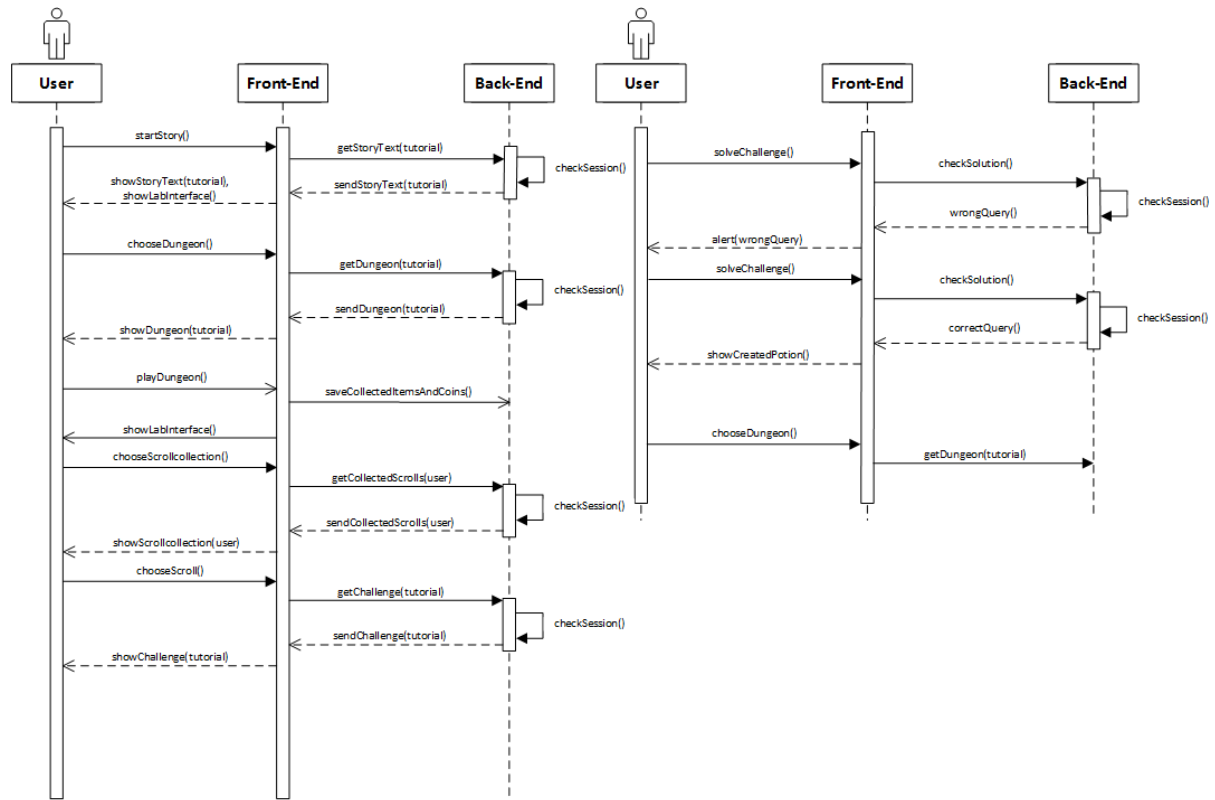 User
Front-End
Back-End
startStory()
getStoryText(tutorial)
checkSession()
sendStoryText(tutorial)
showStoryText(tutorial),
showLabInterface()
chooseDungeon()
getDungeon(tutorial)
checkSession()
sendDungeon(tutorial)
showDungeon(tutorial)
playDungeon()
saveCollectedItemsAndCoins()
showLabInterface()
chooseScrollcollection()
getCollectedScrolls(user)
checkSession()
sendCollectedScrolls(user)
showScrollcollection(user)
chooseScroll()
getChallenge(tutorial)
checkSession()
sendChallenge(tutorial)
showChallenge(tutorial)
User
Front-End
Back-End
solveChallenge()
checkSolution()
checkSession()
wrongQuery()
alert(wrongQuery)
solveChallenge()
checkSolution()
checkSession()
correctQuery()
showCreatedPotion()
chooseDungeon()
getDungeon(tutorial)